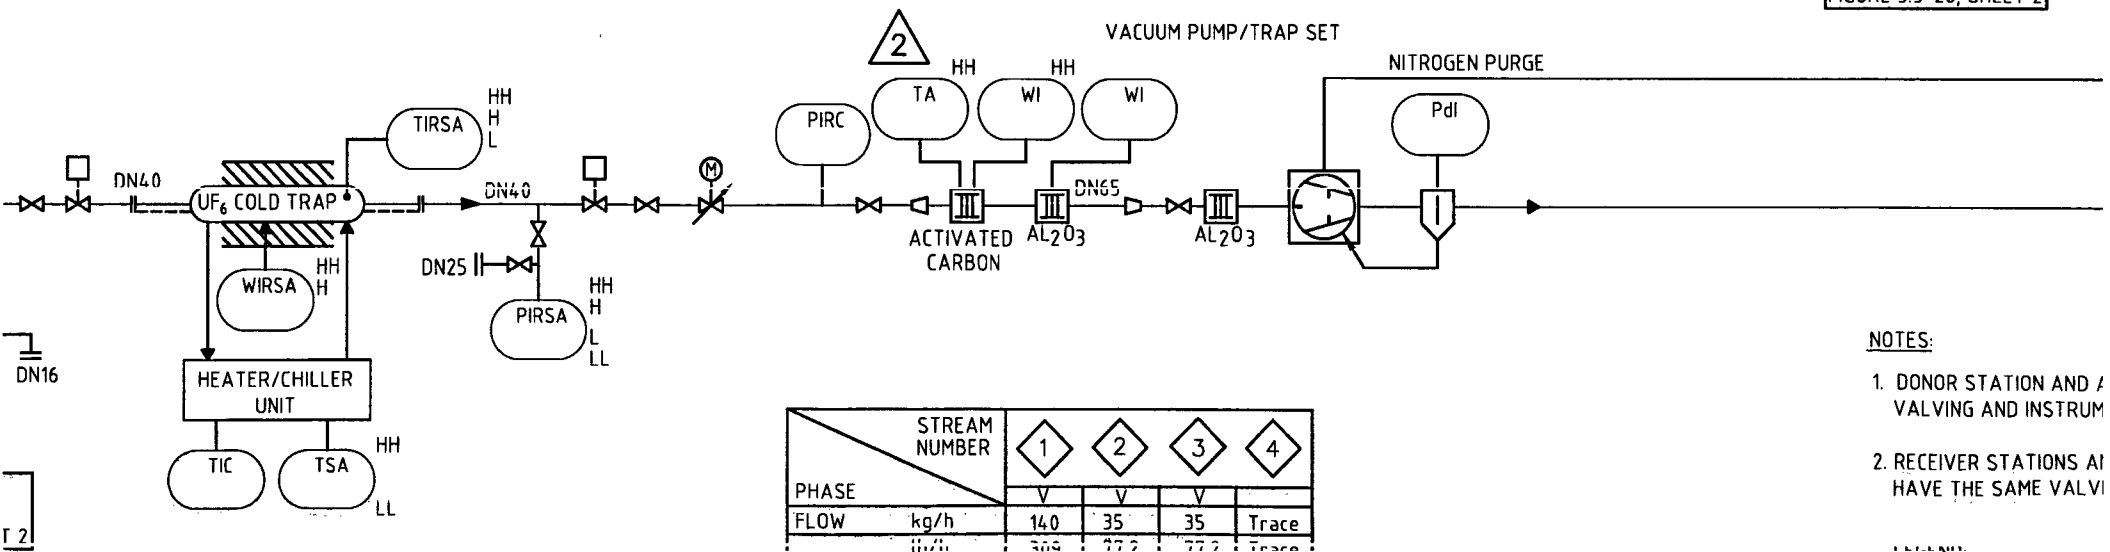 VACUUM PUMP/TRAP SET
2
HH
HH
NITROGEN PURGE
TA
WI
WI
HH
H
L
TIRSA
PIRC
PdI
M
DN40
DN40
DN65
UF6 COLD TRAP
ACTIVATED
CARBON
AL2O3
AL2O3
DN25
WIRSA
HH
H
PIRSA
HH
H
L
LL
DN16
HEATER/CHILLER
UNIT
TIC
TSA
HH
LL
T 2
STREAM
NUMBER
1
2
3
4
PHASE
V
V
V
FLOW kg/h 140 35 35 Trace
NOTES:
1. DONOR STATION AND A
VALVING AND INSTRUM
2. RECEIVER STATIONS AN
HAVE THE SAME VALVI